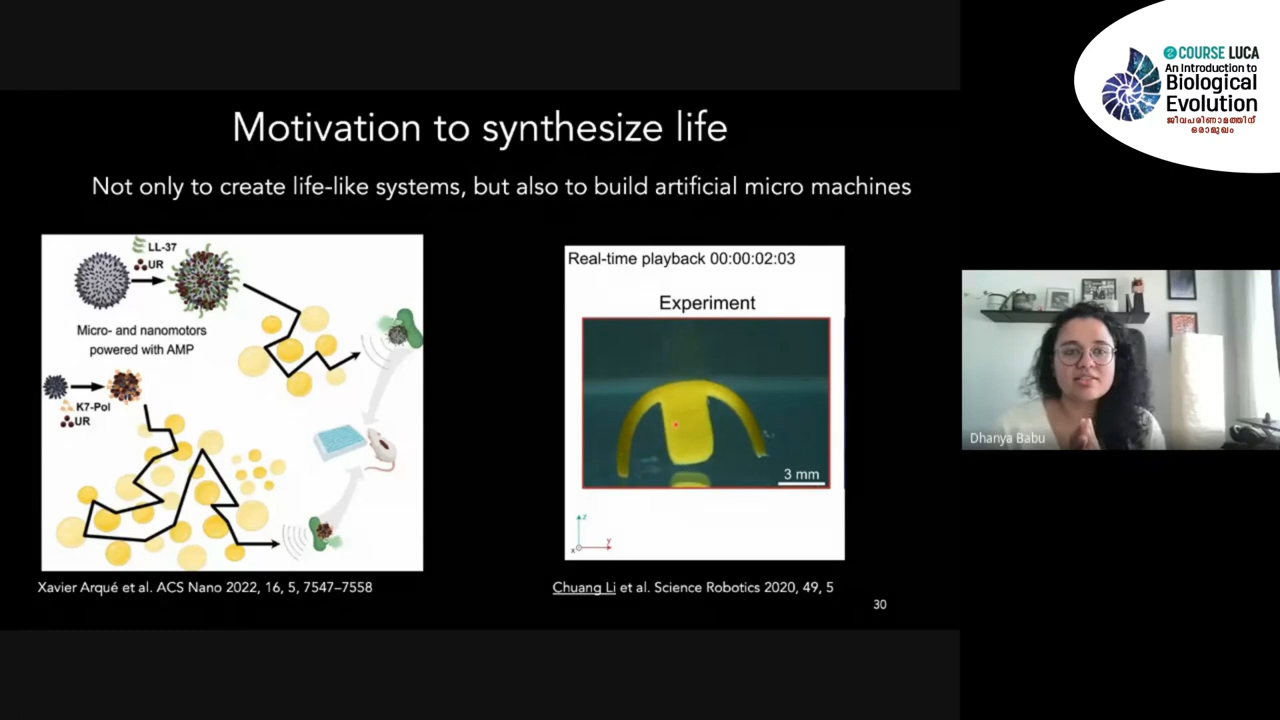 COURSE LUCA
An Introduction to
Biological
Evolution
ജീവപരിണാമത്തിന്
ഒരാമുഖം
Motivation to synthesize life
Not only to create life-like systems, but also to build artificial micro machines
LL-37
UR
Micro- and nanomotors
powered with AMP
K7-Pol
UR
Xavier Arqué et al. ACS Nano 2022, 16, 5, 7547–7558
Real-time playback 00:00:02:03
Experiment
3 mm
z
y
x
Chuang Li et al. Science Robotics 2020, 49, 5
30
Dhanya Babu